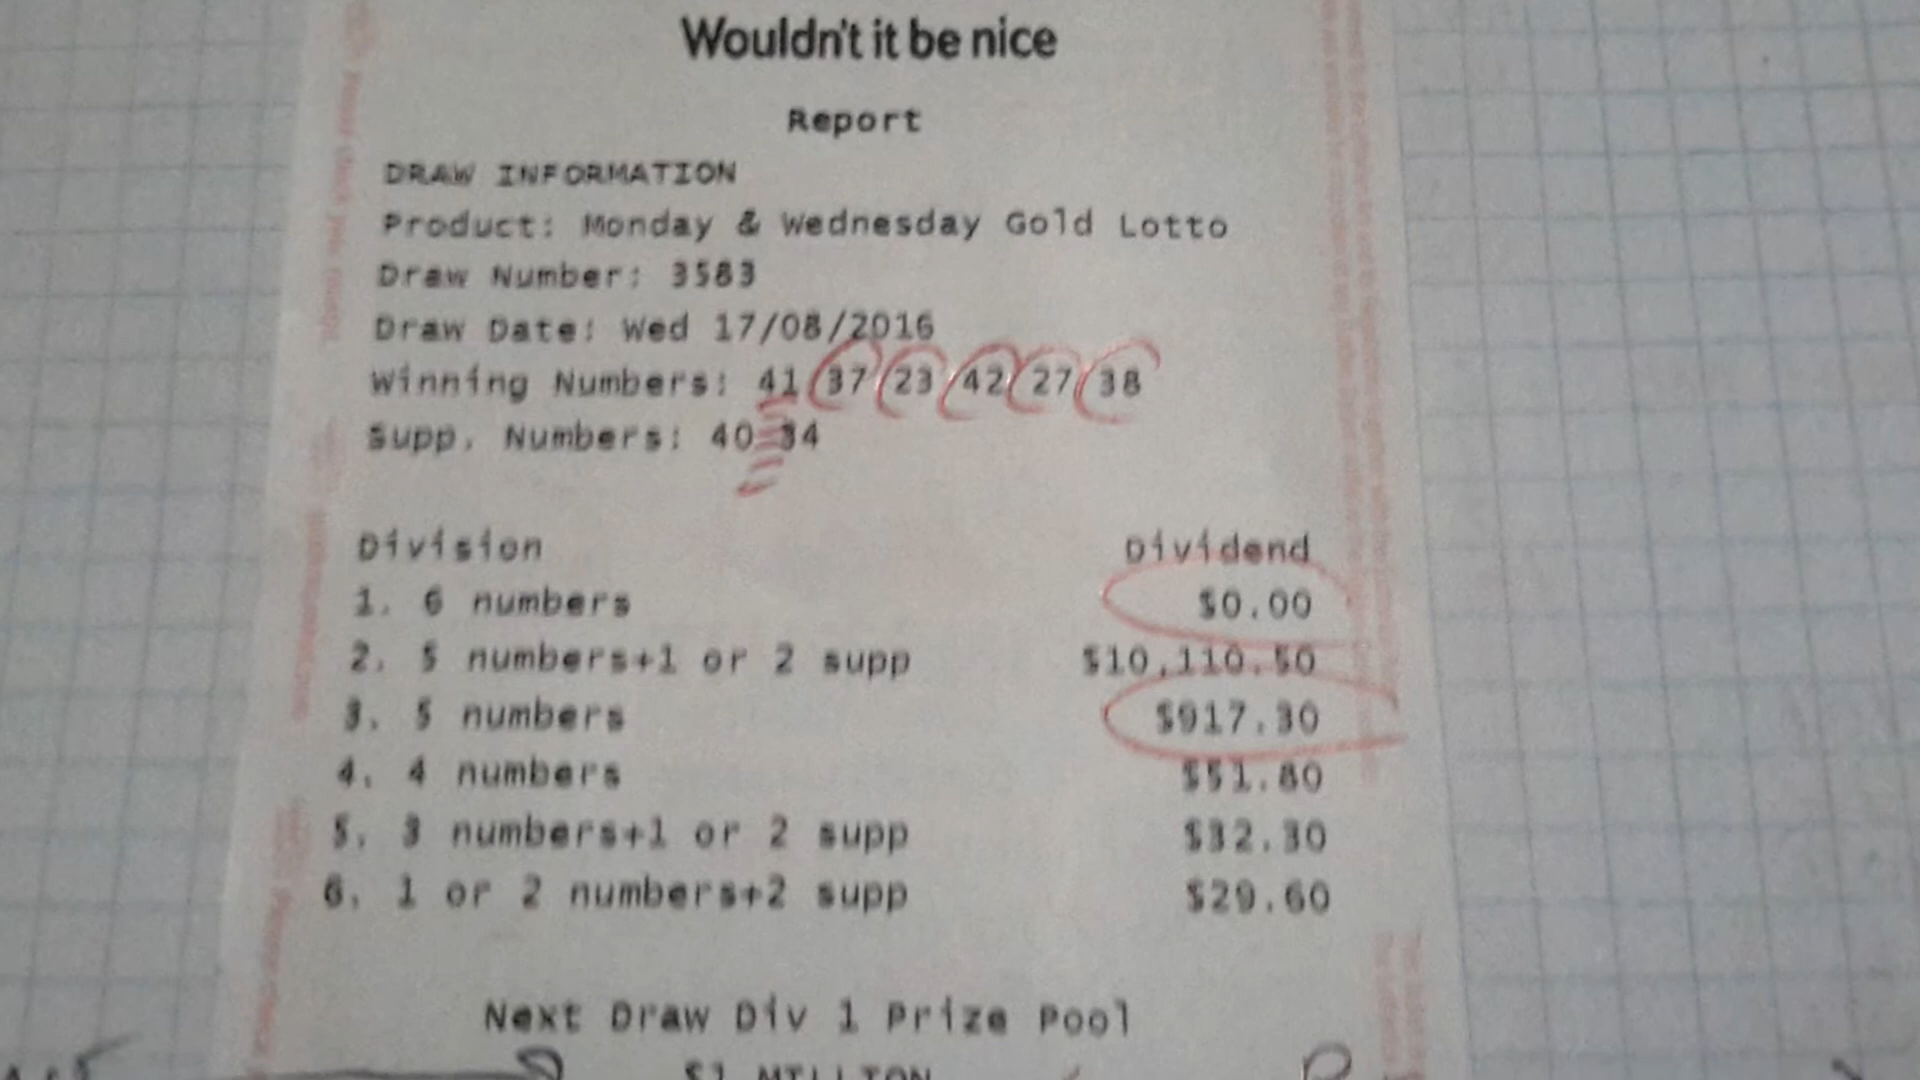 Wouldn't it be nice
Report
DRAW INFORMATION
Product: Monday & Wednesday Gold Lotto
Draw Number: 3583
Draw Date: Wed 17/08/2016
Winning Numbers: 41 37 23 42 27 38
Supp. Numbers: 40 34
Division Dividend
1. 6 numbers $0.00
2. 5 numbers+1 or 2 supp $10,110.50
3. 5 numbers $917.30
4. 4 numbers $51.80
5. 3 numbers+1 or 2 supp $32.30
6. 1 or 2 numbers+2 supp $29.60
Next Draw Div 1 Prize Pool
$1 MILLION